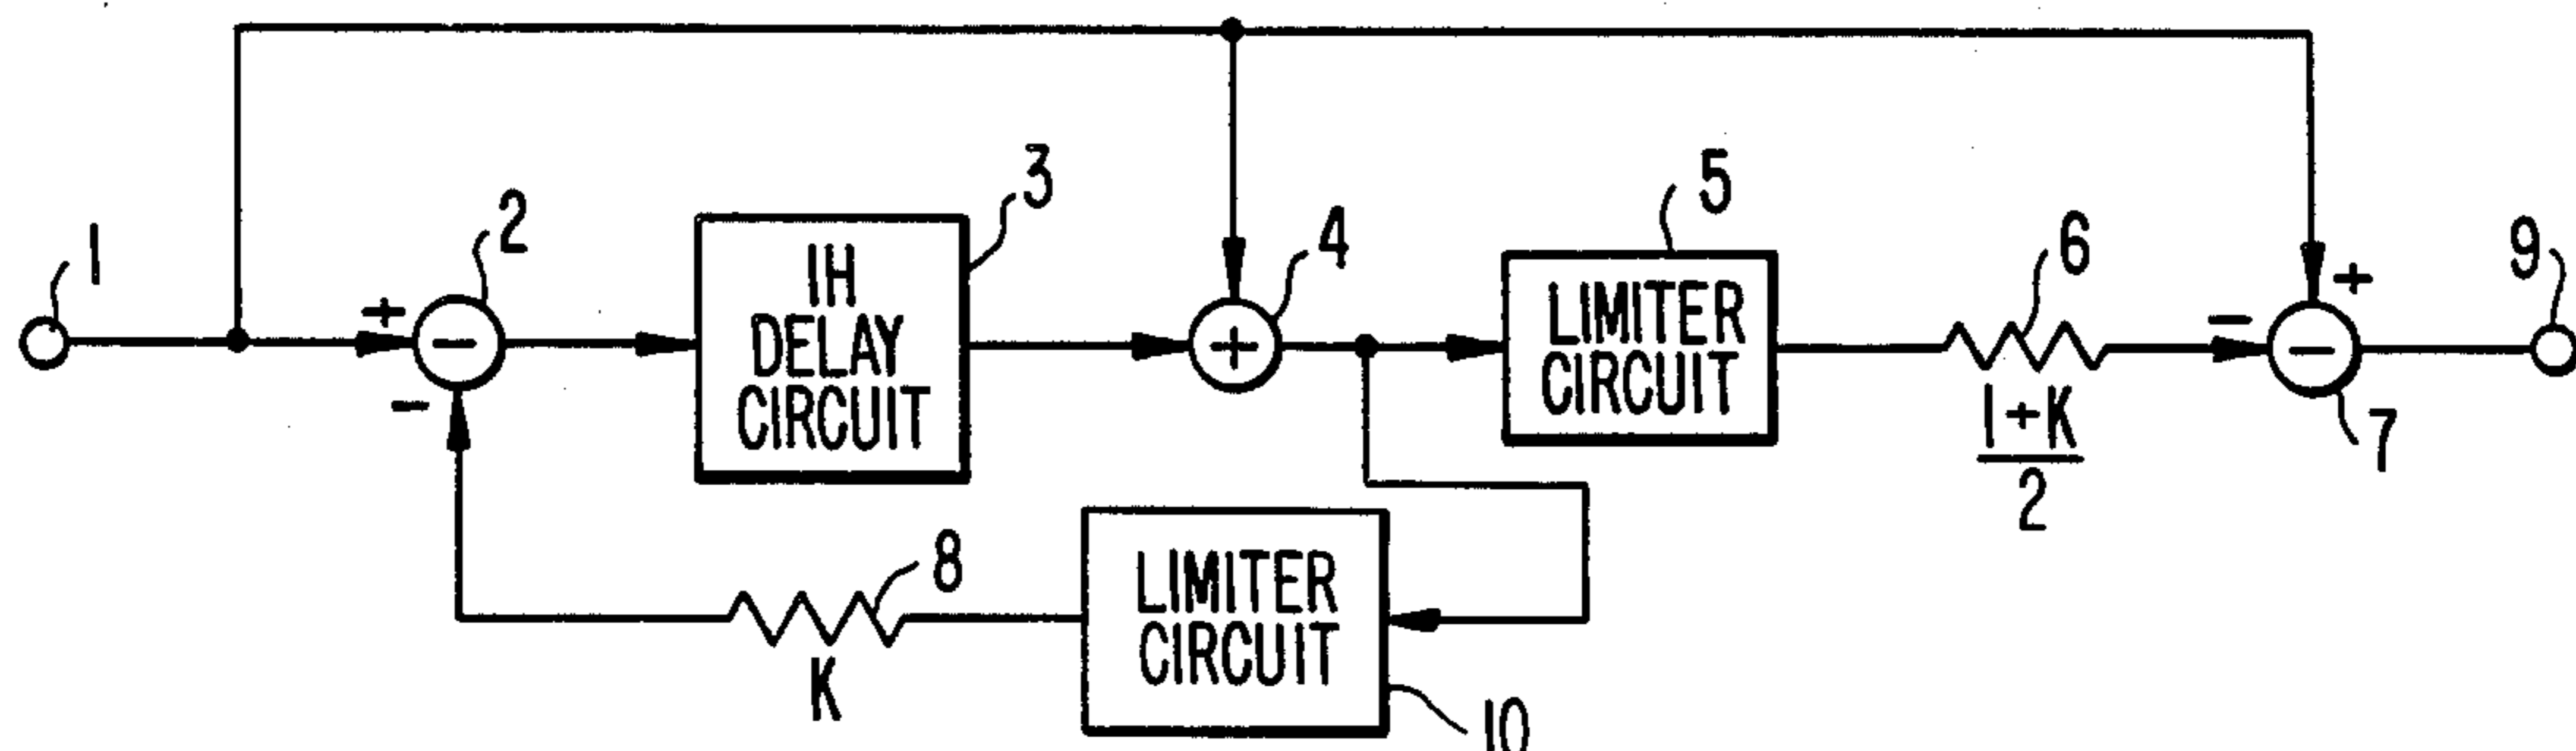 1
2
3
4
5
6
7
8
9
10
+
-
-
-
1H
DELAY
CIRCUIT
+
LIMITER
CIRCUIT
1+K
2
+
-
-
LIMITER
CIRCUIT
K